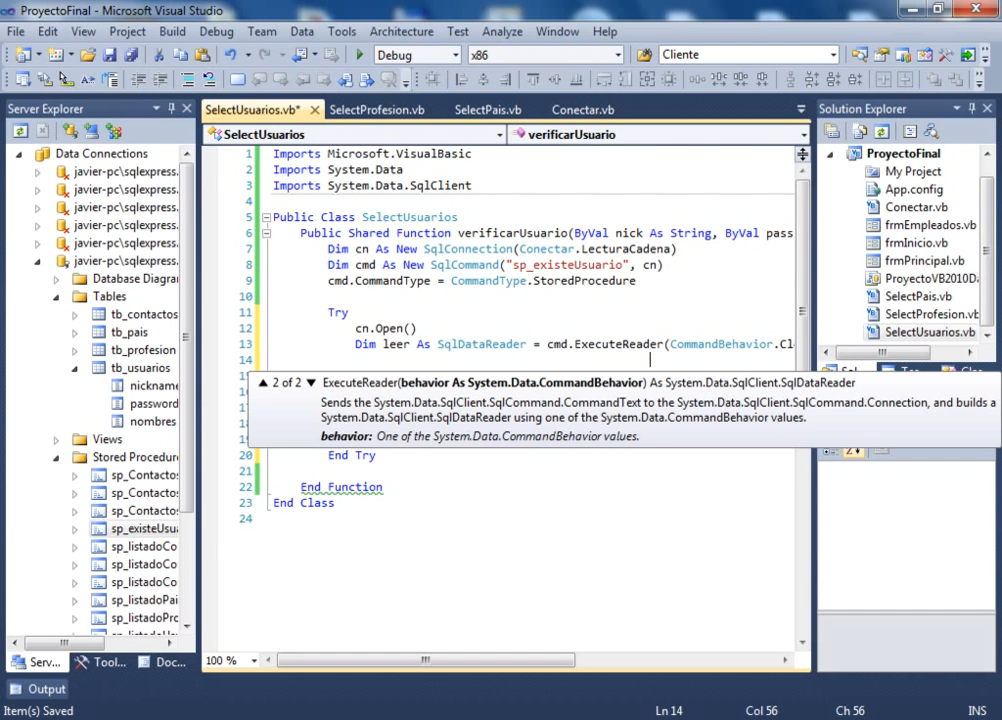 ProyectoFinal - Microsoft Visual Studio
File Edit View Project Build Debug Team Data Tools Architecture Test Analyze Window Help
Debug x86 Cliente
Server Explorer
Data Connections
javier-pc\sqlexpress.
javier-pc\sqlexpress.
javier-pc\sqlexpress.
javier-pc\sqlexpress.
javier-pc\sqlexpress.
javier-pc\sqlexpress.
Database Diagran
Tables
tb_contactos
tb_pais
tb_profesion
tb_usuarios
nickname
password
nombres
Views
Stored Procedure
sp_Contactos
sp_Contactos
sp_Contactos
sp_existeUsua
sp_listadoCo
sp_listadoCo
sp_listadoCo
sp_listadoPai
sp_listadoPro
Serv... Tool... Doc...
SelectUsuarios.vb* SelectProfesion.vb SelectPais.vb Conectar.vb
SelectUsuarios verificarUsuario
1 Imports Microsoft.VisualBasic
2 Imports System.Data
3 Imports System.Data.SqlClient
4
5 Public Class SelectUsuarios
6 Public Shared Function verificarUsuario(ByVal nick As String, ByVal pass
7 Dim cn As New SqlConnection(Conectar.LecturaCadena)
8 Dim cmd As New SqlCommand("sp_existeUsuario", cn)
9 cmd.CommandType = CommandType.StoredProcedure
10
11 Try
12 cn.Open()
13 Dim leer As SqlDataReader = cmd.ExecuteReader(CommandBehavior.Cl
14
2 of 2 ExecuteReader(behavior As System.Data.CommandBehavior) As System.Data.SqlClient.SqlDataReader
Sends the System.Data.SqlClient.SqlCommand.CommandText to the System.Data.SqlClient.SqlCommand.Connection, and builds a
System.Data.SqlClient.SqlDataReader using one of the System.Data.CommandBehavior values.
behavior: One of the System.Data.CommandBehavior values.
20 End Try
21
22 End Function
23 End Class
24
100 %
Solution Explorer
ProyectoFinal
My Project
App.config
Conectar.vb
frmEmpleados.vb
frmInicio.vb
frmPrincipal.vb
ProyectoVB2010Da
SelectPais.vb
SelectProfesion.vb
SelectUsuarios.vb
Output
Item(s) Saved Ln 14 Col 56 Ch 56 INS